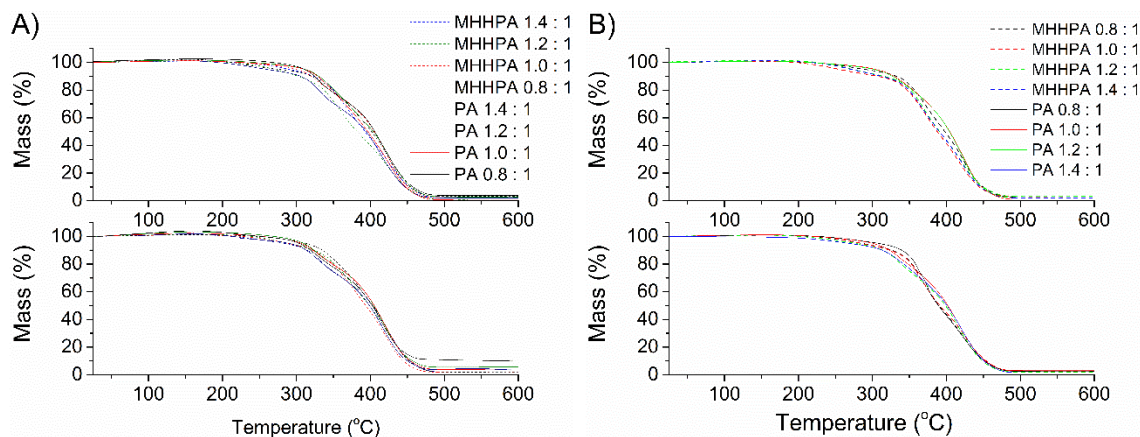 A)
MHHPA 1.4 : 1
MHHPA 1.2 : 1
MHHPA 1.0 : 1
MHHPA 0.8 : 1
PA 1.4 : 1
PA 1.2 : 1
PA 1.0 : 1
PA 0.8 : 1
Mass (%)
100
80
60
40
20
0
100 200 300 400 500 600
Mass (%)
100
80
60
40
20
0
100 200 300 400 500 600
Temperature (°C)
B)
MHHPA 0.8 : 1
MHHPA 1.0 : 1
MHHPA 1.2 : 1
MHHPA 1.4 : 1
PA 0.8 : 1
PA 1.0 : 1
PA 1.2 : 1
PA 1.4 : 1
Mass (%)
100
80
60
40
20
0
100 200 300 400 500 600
Mass (%)
100
80
60
40
20
0
100 200 300 400 500 600
Temperature (°C)